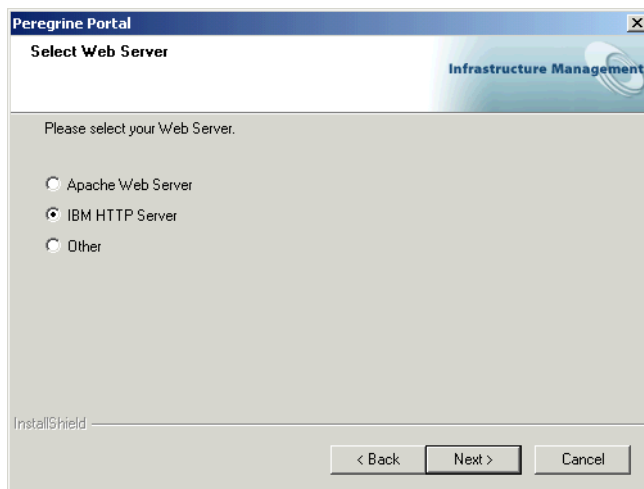 Peregrine Portal
Select Web Server
Infrastructure Management
Please select your Web Server.
Apache Web Server
IBM HTTP Server
Other
InstallShield
< Back
Next >
Cancel